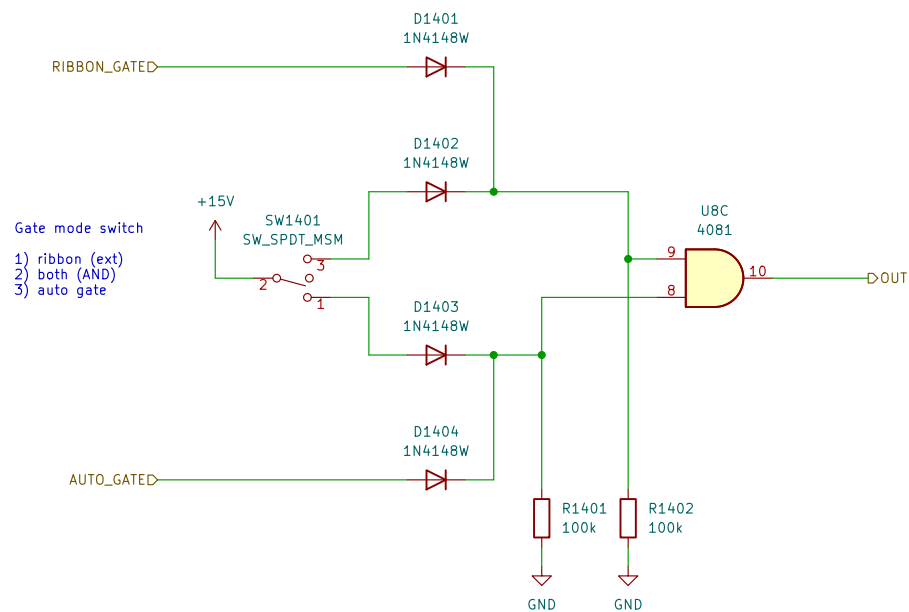 D1401
1N4148W
RIBBON_GATE
D1402
1N4148W
+15V
SW1401
SW_SPDT_MSM
U8C
4081
Gate mode switch
1) ribbon (ext)
2) both (AND)
3) auto gate
3
2
1
9
10
8
OUT
D1403
1N4148W
D1404
1N4148W
AUTO_GATE
R1401
100k
R1402
100k
GND
GND